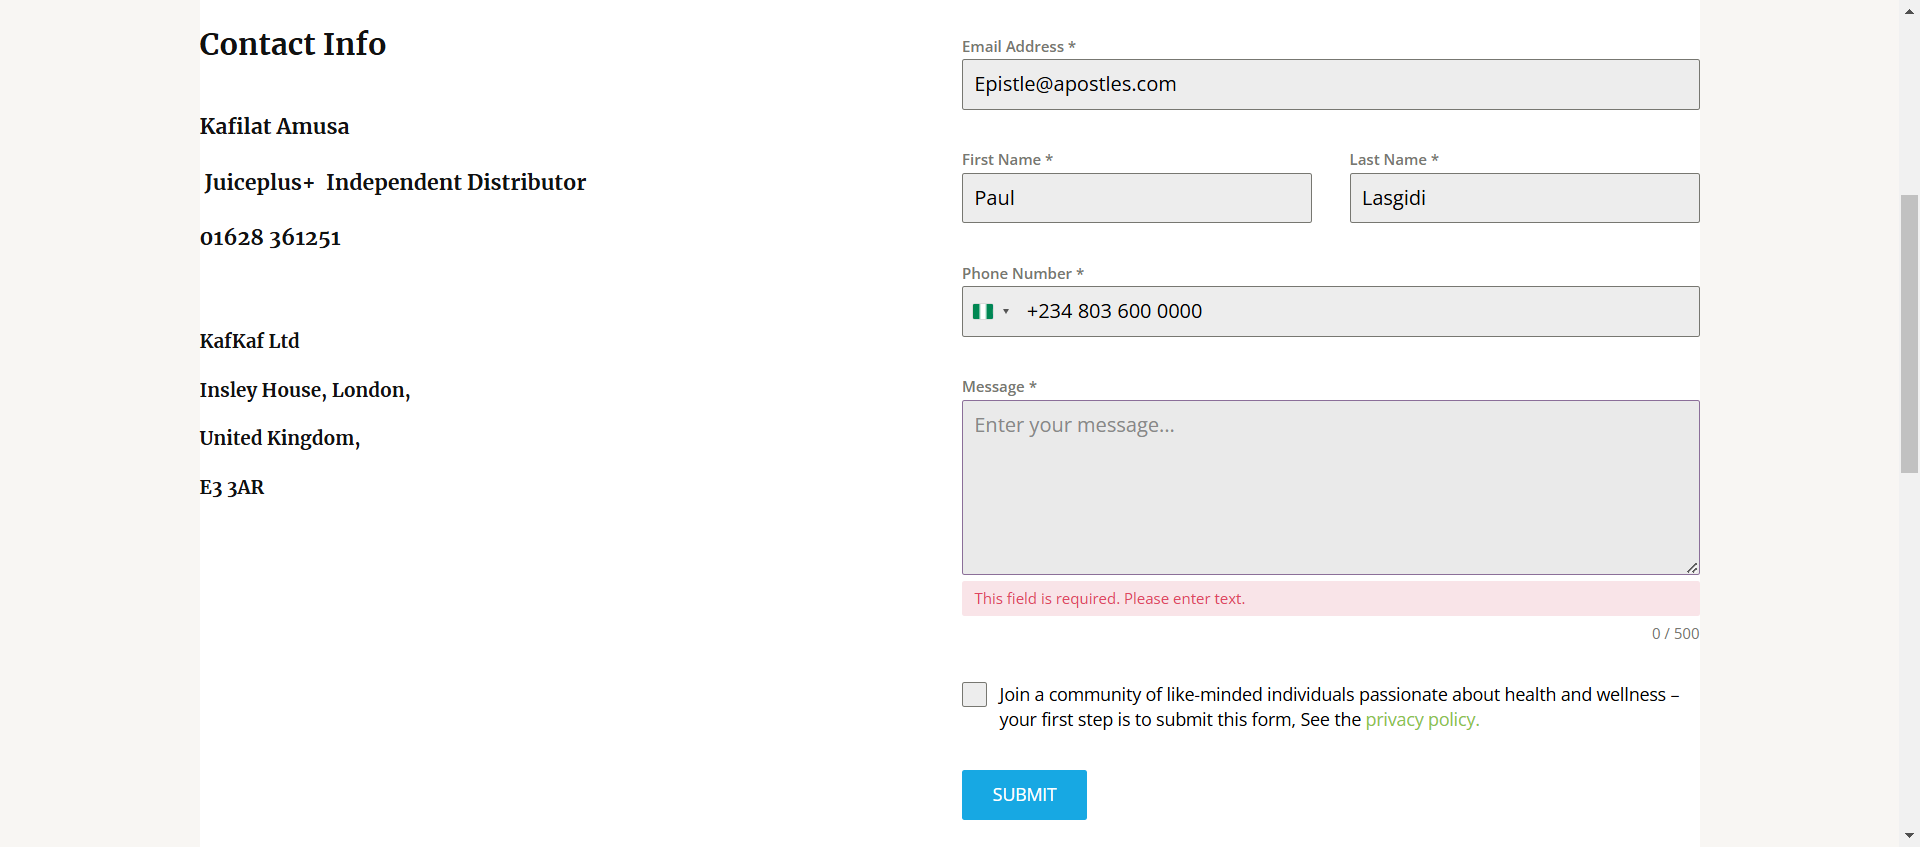 Contact Info
Kafilat Amusa
Juiceplus+  Independent Distributor
01628 361251
KafKaf Ltd
Insley House, London,
United Kingdom,
E3 3AR
Email Address *
Epistle@apostles.com
First Name *
Last Name *
Paul
Lasgidi
Phone Number *
+234 803 600 0000
Message *
Enter your message...
This field is required. Please enter text.
0 / 500
Join a community of like-minded individuals passionate about health and wellness –
your first step is to submit this form, See the privacy policy.
SUBMIT